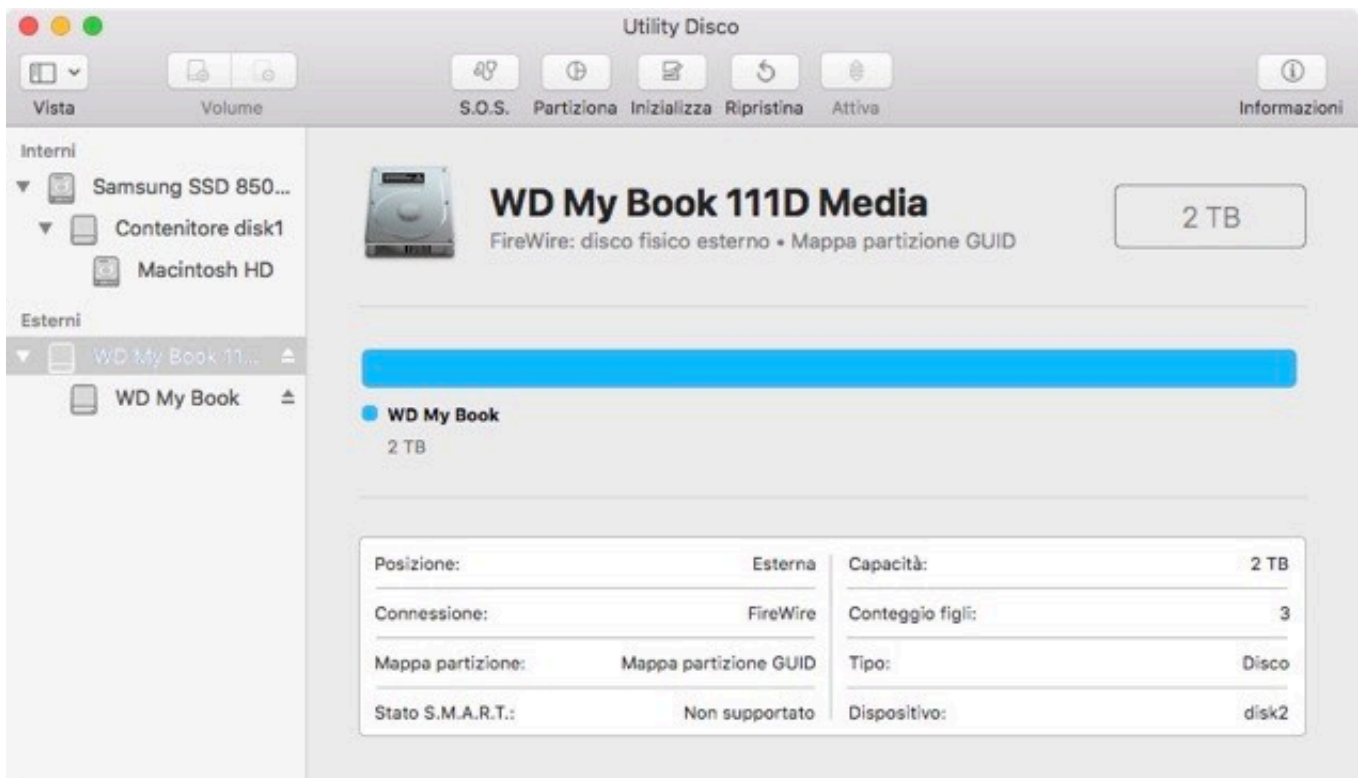 Utility Disco
Vista
Volume
S.O.S.
Partiziona
Inizializza
Ripristina
Attiva
Informazioni
Interni
Samsung SSD 850...
Contenitore disk1
Macintosh HD
Esterni
WD My Book 11...
WD My Book
WD My Book 111D Media
FireWire: disco fisico esterno • Mappa partizione GUID
2 TB
WD My Book
2 TB
Posizione: Esterna
Connessione: FireWire
Mappa partizione: Mappa partizione GUID
Stato S.M.A.R.T.: Non supportato
Capacità: 2 TB
Conteggio figli: 3
Tipo: Disco
Dispositivo: disk2